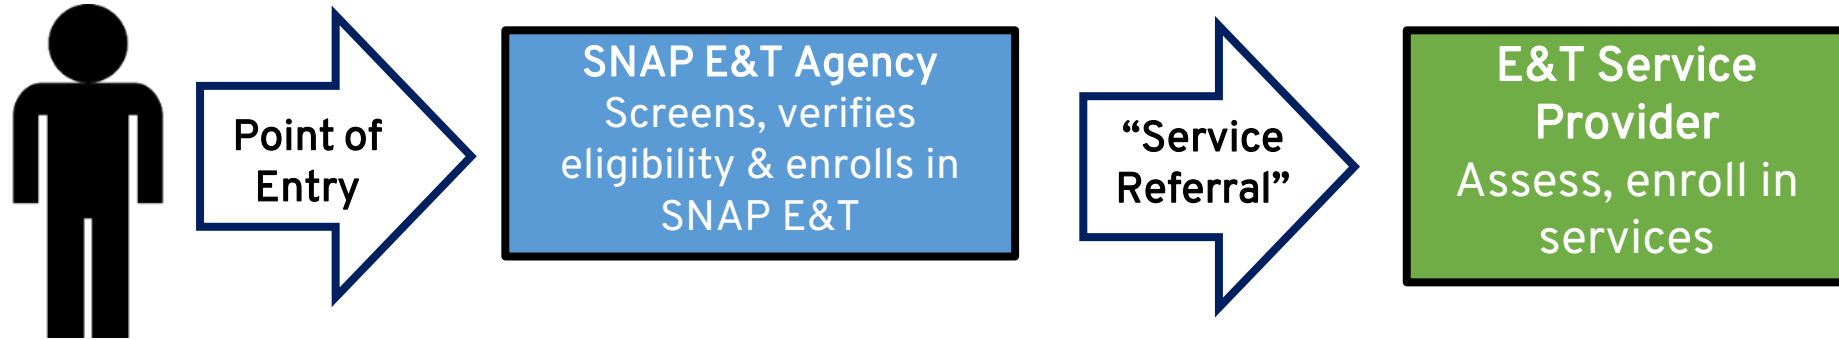 Point of
Entry
SNAP E&T Agency
Screens, verifies
eligibility & enrolls in
SNAP E&T
“Service
Referral”
E&T Service
Provider
Assess, enroll in
services